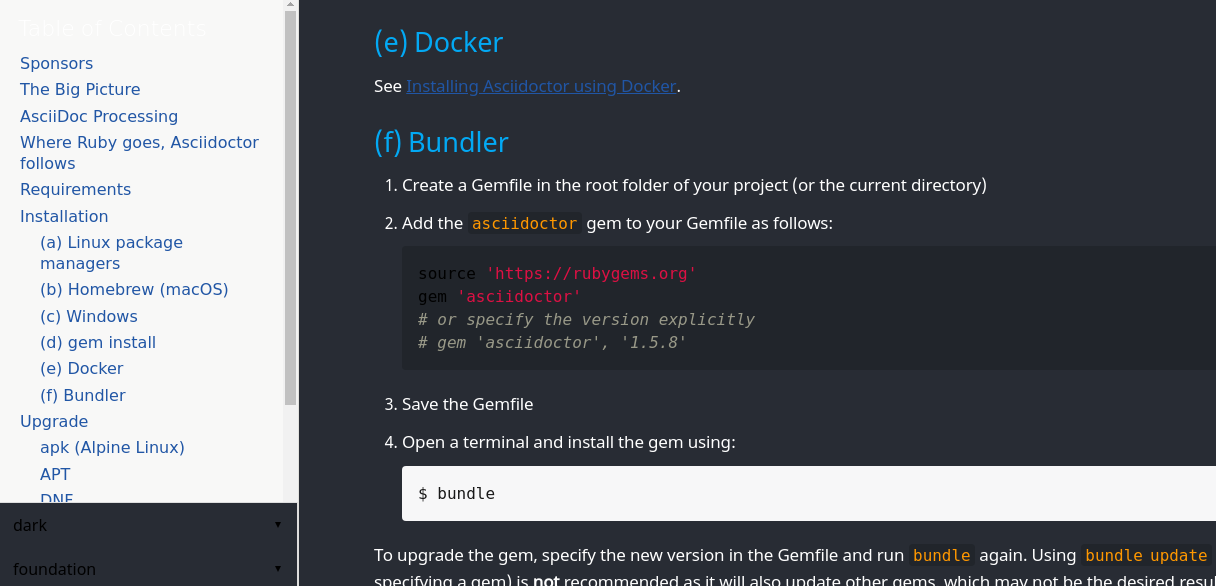 Table of Contents
Sponsors
The Big Picture
AsciiDoc Processing
Where Ruby goes, Asciidoctor
follows
Requirements
Installation
(a) Linux package
managers
(b) Homebrew (macOS)
(c) Windows
(d) gem install
(e) Docker
(f) Bundler
Upgrade
apk (Alpine Linux)
APT
DNF
dark
foundation
(e) Docker
See Installing Asciidoctor using Docker.
(f) Bundler
1. Create a Gemfile in the root folder of your project (or the current directory)
2. Add the asciidoctor gem to your Gemfile as follows:
source 'https://rubygems.org'
gem 'asciidoctor'
# or specify the version explicitly
# gem 'asciidoctor', '1.5.8'
3. Save the Gemfile
4. Open a terminal and install the gem using:
$ bundle
To upgrade the gem, specify the new version in the Gemfile and run bundle again. Using bundle update
specifying a gem) is not recommended as it will also update other gems, which may not be the desired resu